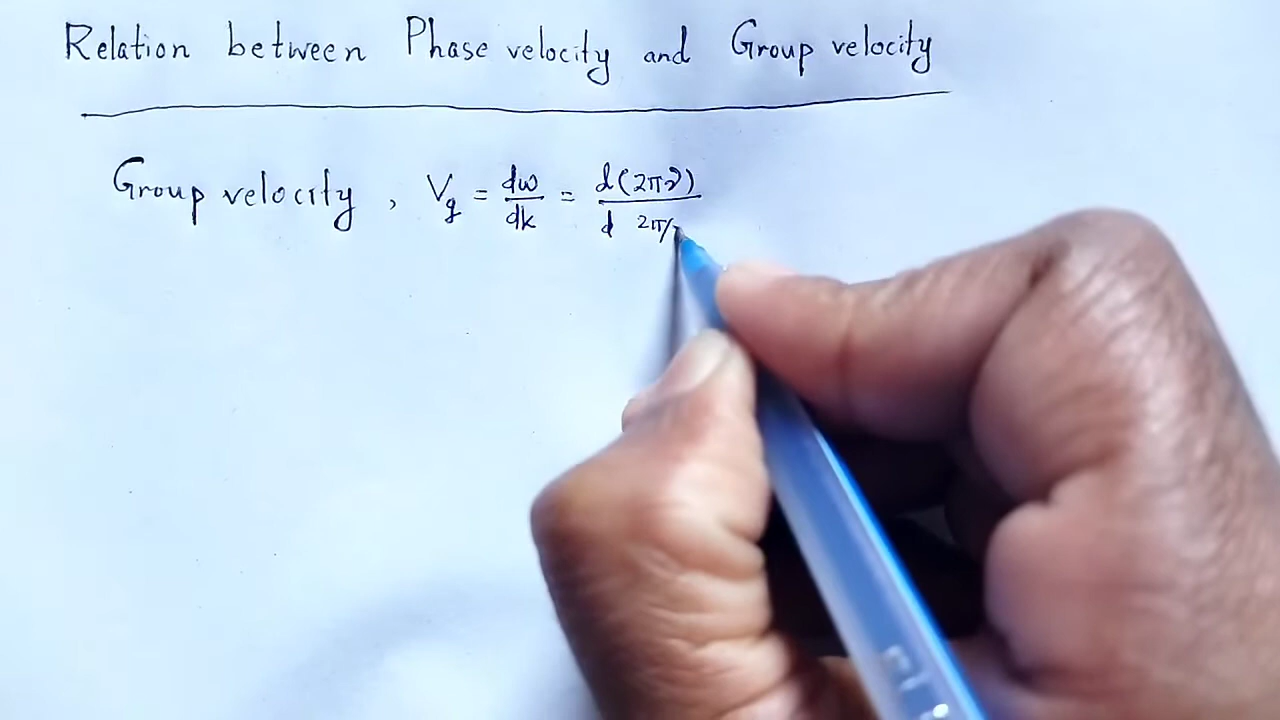 Relation between Phase velocity and Group velocity
Group velocity , Vg = dω/dk = d(2πν)/d 2π/